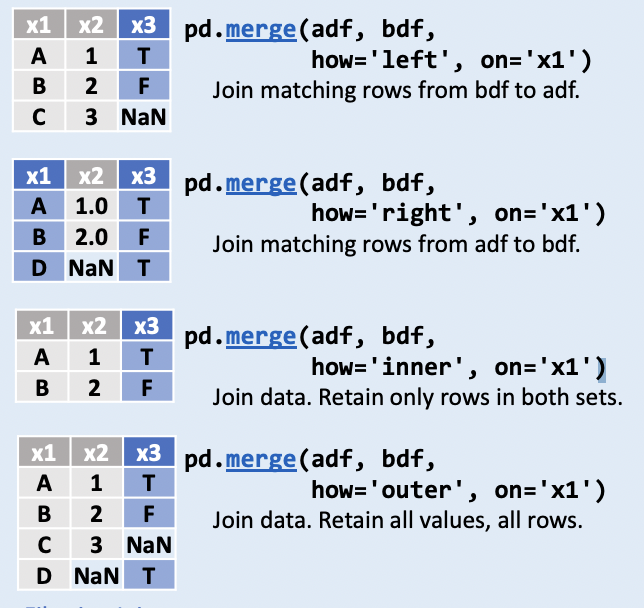 x1 x2 x3
A 1 T
B 2 F
C 3 NaN
pd.merge(adf, bdf,
how='left', on='x1')
Join matching rows from bdf to adf.
x1 x2 x3
A 1.0 T
B 2.0 F
D NaN T
pd.merge(adf, bdf,
how='right', on='x1')
Join matching rows from adf to bdf.
x1 x2 x3
A 1 T
B 2 F
pd.merge(adf, bdf,
how='inner', on='x1')
Join data. Retain only rows in both sets.
x1 x2 x3
A 1 T
B 2 F
C 3 NaN
D NaN T
pd.merge(adf, bdf,
how='outer', on='x1')
Join data. Retain all values, all rows.